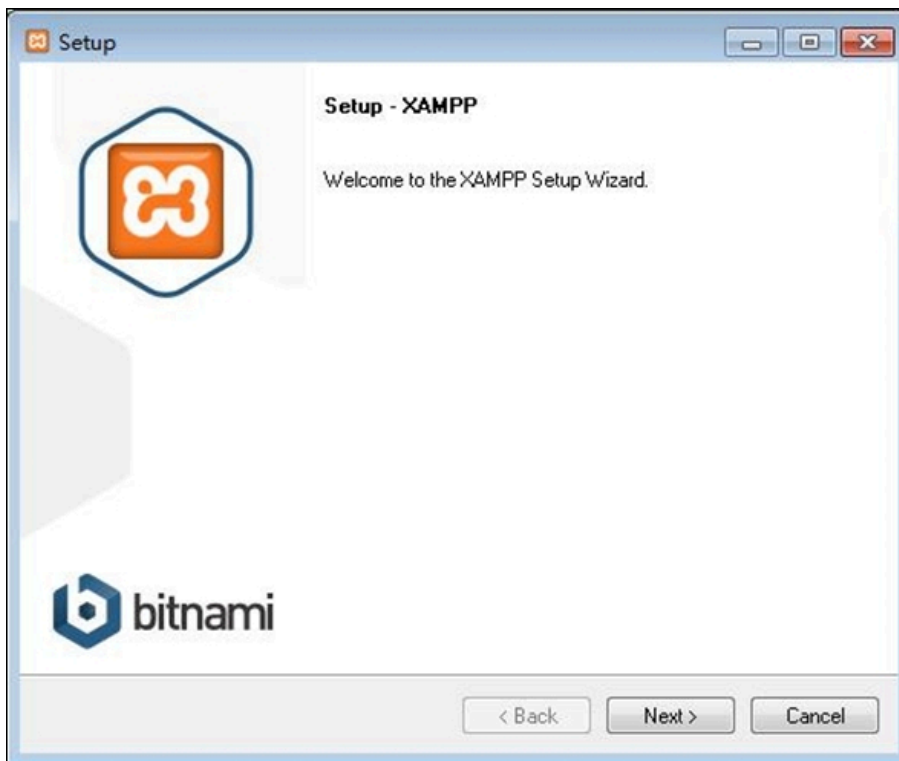 Setup
Setup - XAMPP
Welcome to the XAMPP Setup Wizard.
bitnami
< Back
Next >
Cancel